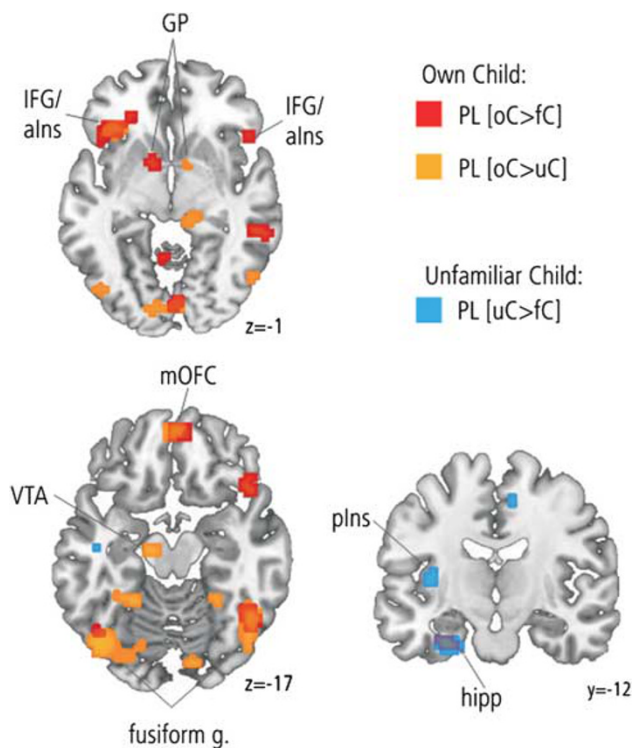 GP
IFG/
aIns
IFG/
aIns
z=-1
Own Child:
PL [oC>fC]
PL [oC>uC]
Unfamiliar Child:
PL [uC>fC]
mOFC
VTA
z=-17
fusiform g.
pIns
hipp
y=-12